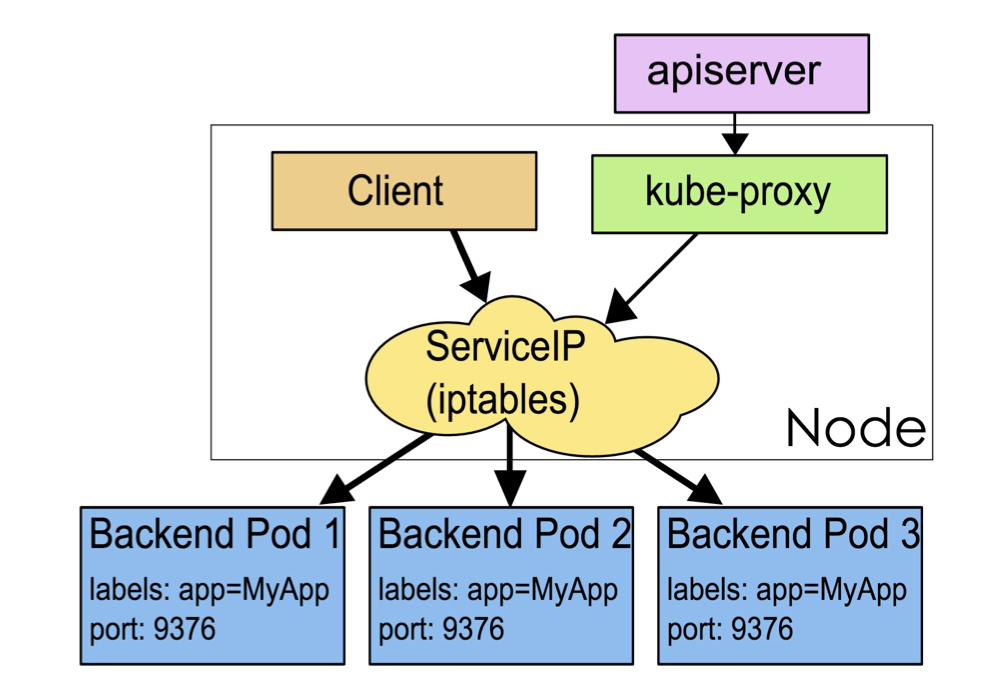 apiserver
Client
kube-proxy
ServiceIP
(iptables)
Node
Backend Pod 1
labels: app=MyApp
port: 9376
Backend Pod 2
labels: app=MyApp
port: 9376
Backend Pod 3
labels: app=MyApp
port: 9376